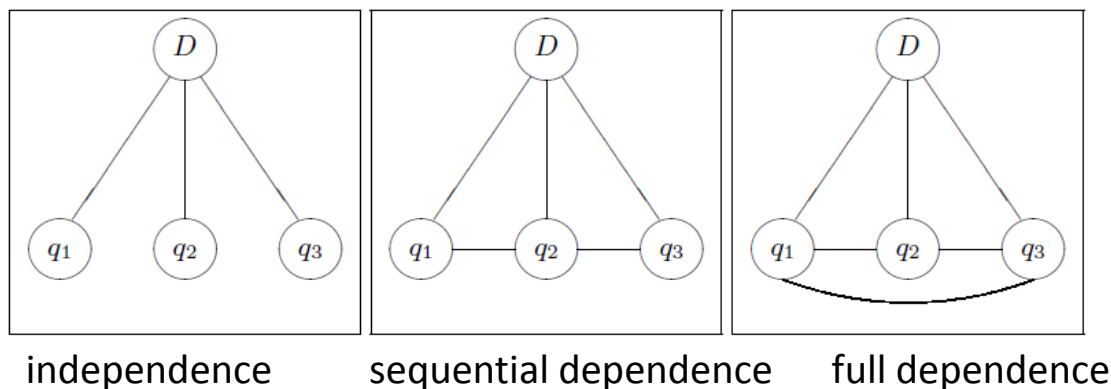 D D D
q1 q2 q3 q1 q2 q3 q1 q2 q3
independence sequential dependence full dependence